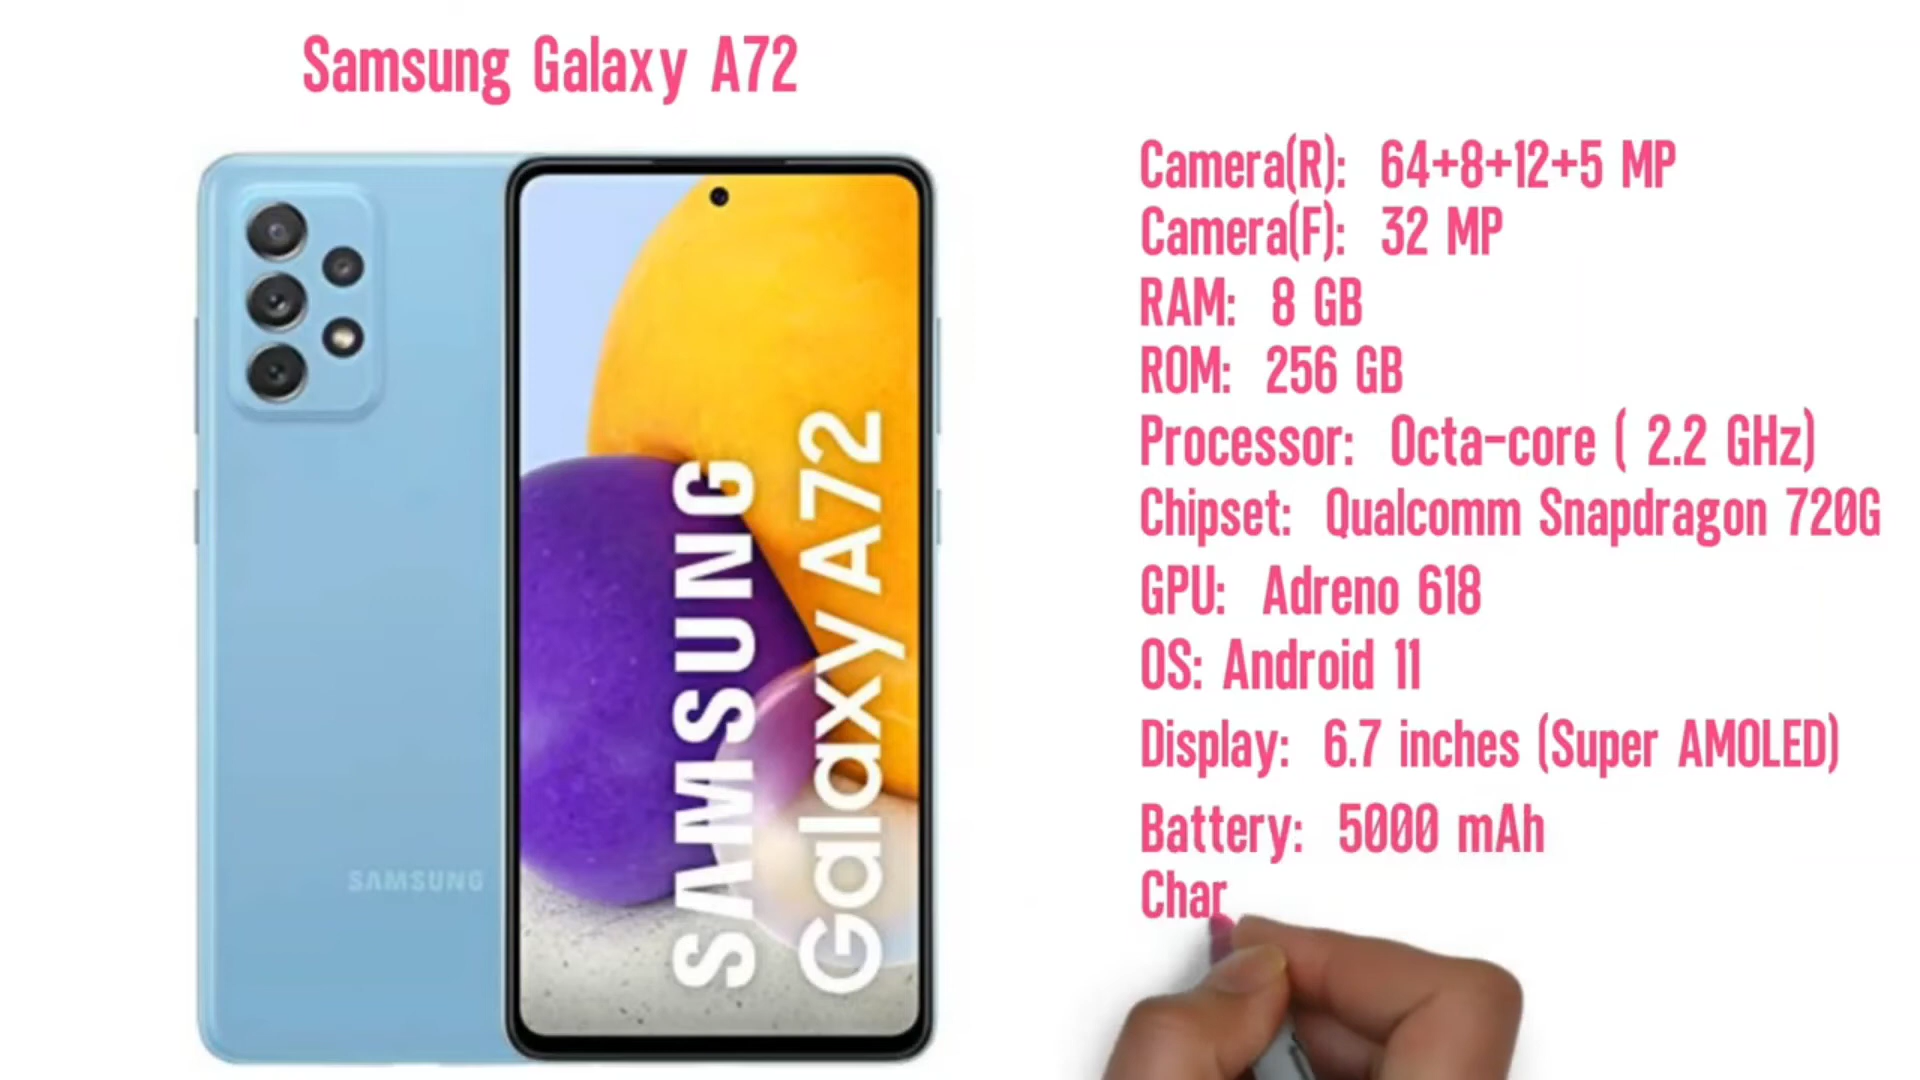 Samsung Galaxy A72
SAMSUNG
SAMSUNG
Galaxy A72
Camera(R): 64+8+12+5 MP
Camera(F): 32 MP
RAM: 8 GB
ROM: 256 GB
Processor: Octa-core ( 2.2 GHz)
Chipset: Qualcomm Snapdragon 720G
GPU: Adreno 618
OS: Android 11
Display: 6.7 inches (Super AMOLED)
Battery: 5000 mAh
Char